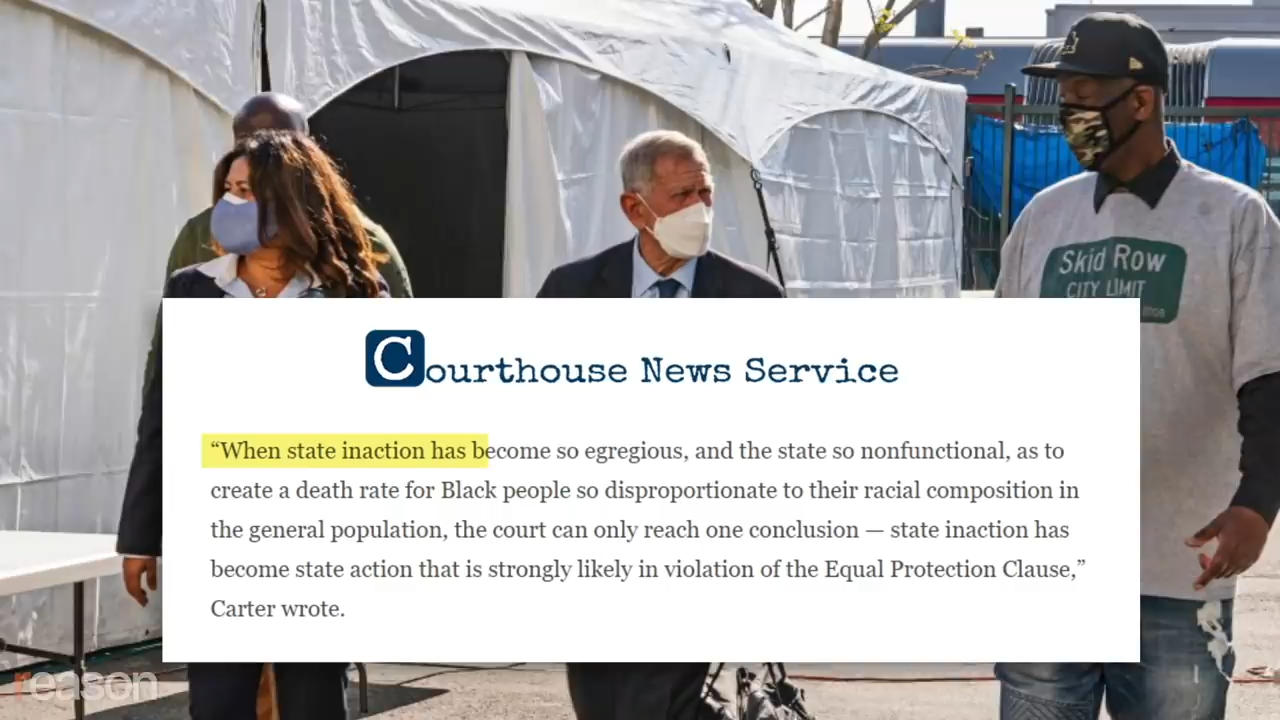 Skid Row
CITY LIMIT
Courthouse News Service
“When state inaction has become so egregious, and the state so nonfunctional, as to
create a death rate for Black people so disproportionate to their racial composition in
the general population, the court can only reach one conclusion — state inaction has
become state action that is strongly likely in violation of the Equal Protection Clause,”
Carter wrote.
reason